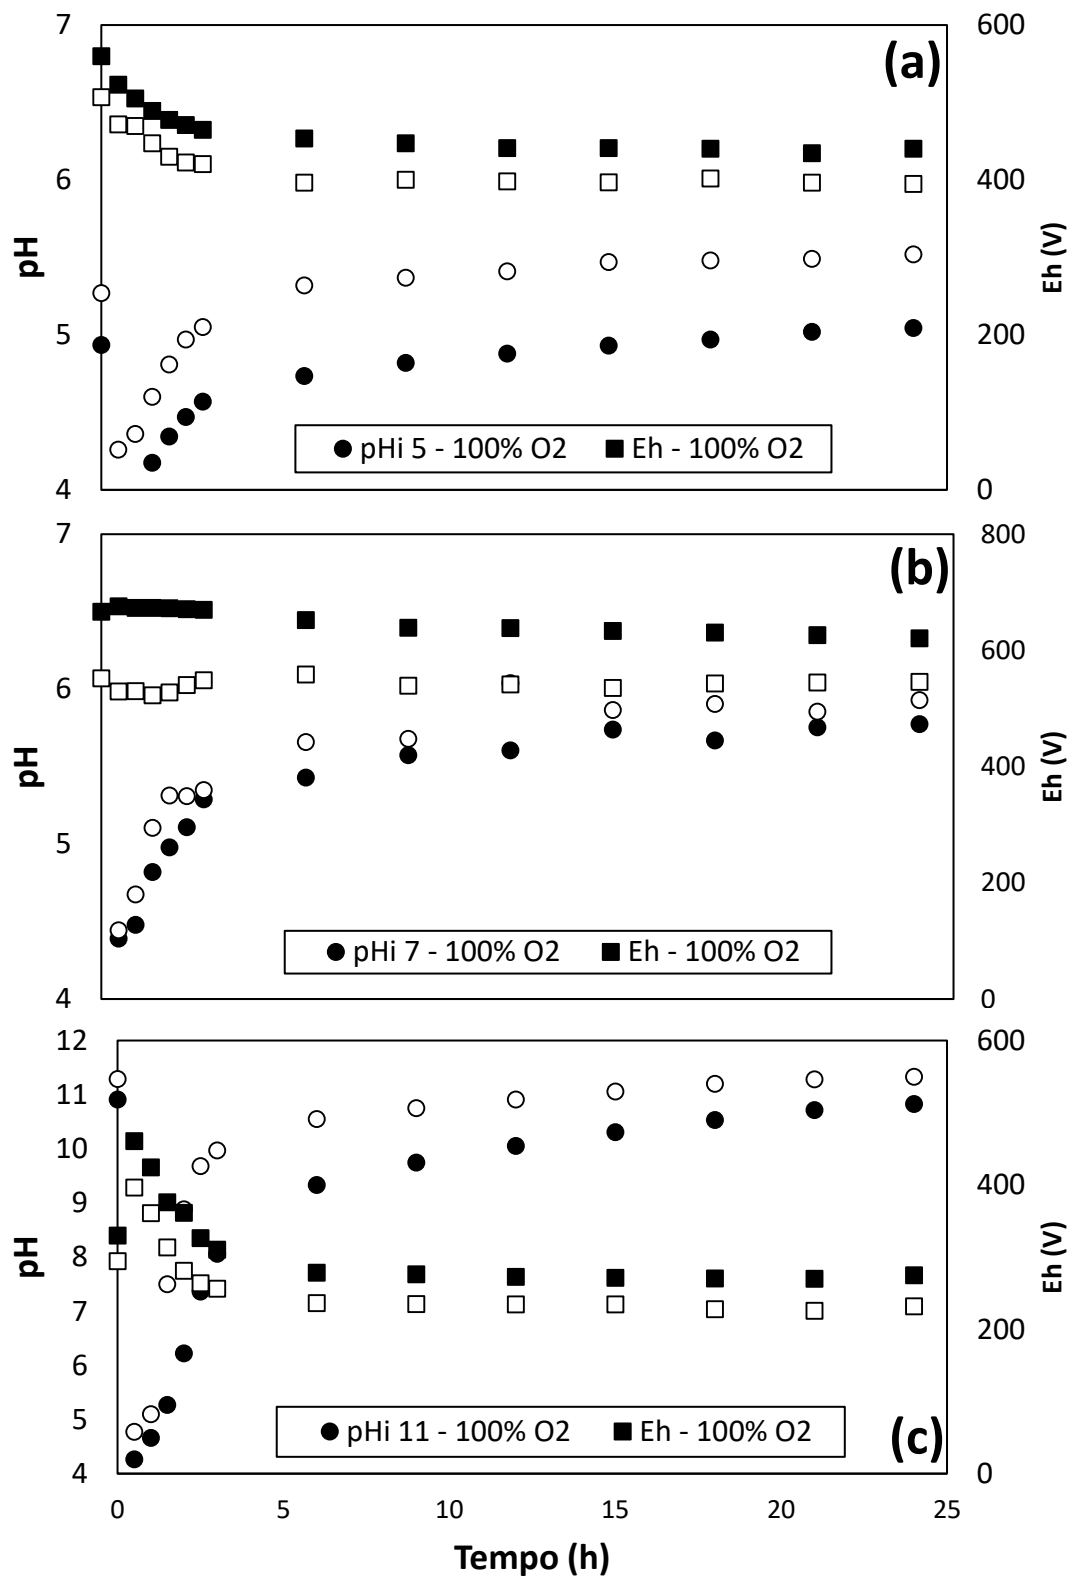 7
600
(a)
6
400
pH
Eh (V)
5
200
pHi 5 - 100% O2
Eh - 100% O2
4
0
7
800
(b)
6
600
pH
Eh (V)
400
5
200
pHi 7 - 100% O2
Eh - 100% O2
4
0
12
600
11
10
9
400
pH
Eh (V)
8
7
200
6
5
pHi 11 - 100% O2
Eh - 100% O2
(c)
4
0
0 5 10 15 20 25
Tempo (h)